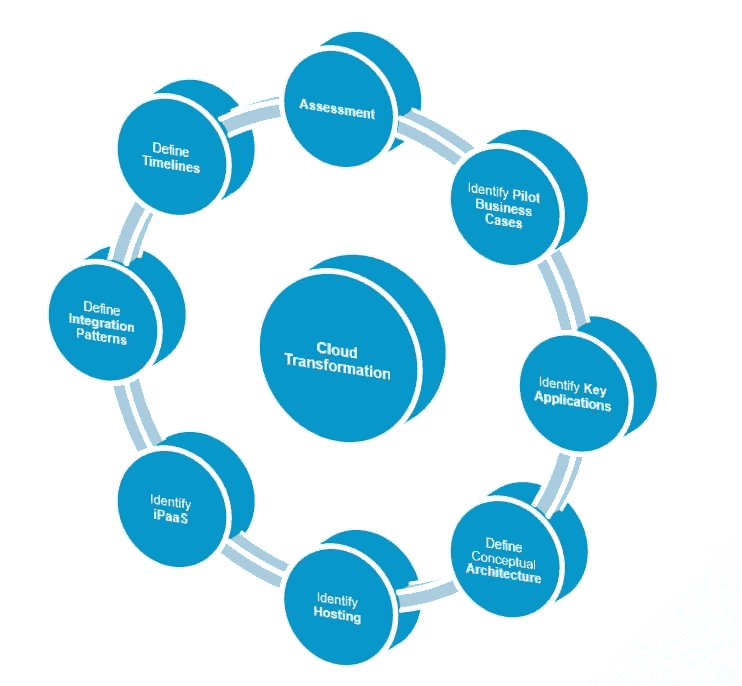 Assessment
Identify Pilot
Business
Cases
Identify Key
Applications
Define
Conceptual
Architecture
Identify
Hosting
Identify
iPaaS
Define
Integration
Patterns
Define
Timelines
Cloud
Transformation